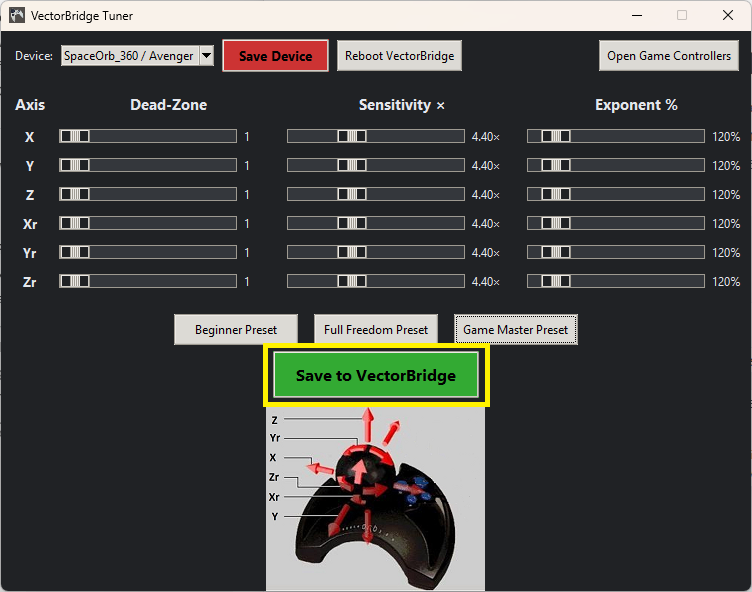 VectorBridge Tuner
Device: SpaceOrb_360 / Avenger Save Device Reboot VectorBridge Open Game Controllers
Axis Dead-Zone Sensitivity × Exponent %
X 1 4.40× 120%
Y 1 4.40× 120%
Z 1 4.40× 120%
Xr 1 4.40× 120%
Yr 1 4.40× 120%
Zr 1 4.40× 120%
Beginner Preset Full Freedom Preset Game Master Preset
Save to VectorBridge
Z
Yr
X
Zr
Xr
Y